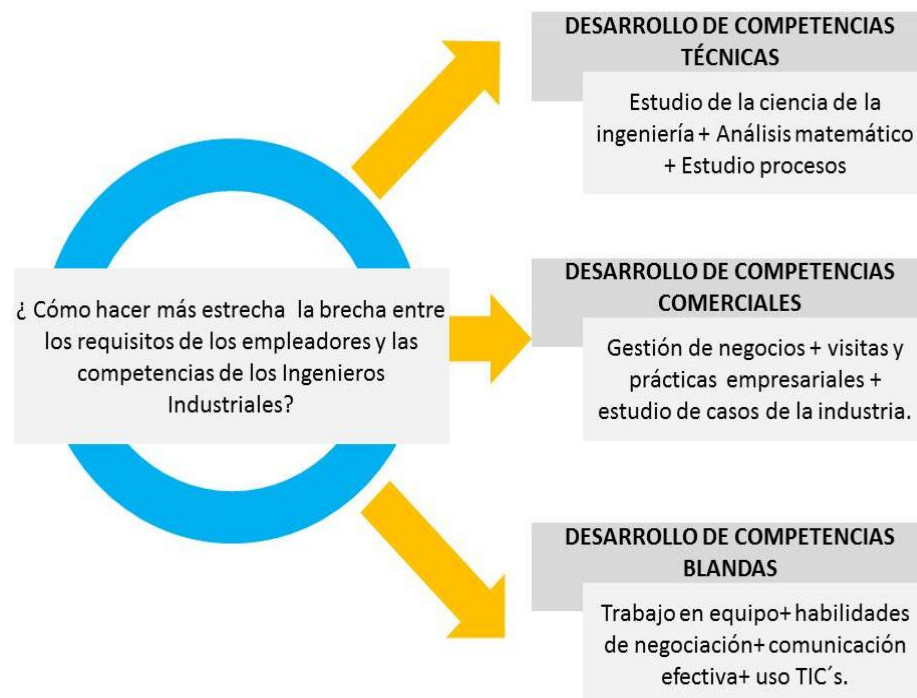 ¿ Cómo hacer más estrecha la brecha entre
los requisitos de los empleadores y las
competencias de los Ingenieros
Industriales?
DESARROLLO DE COMPETENCIAS
TÉCNICAS
Estudio de la ciencia de la
ingeniería + Análisis matemático
+ Estudio procesos
DESARROLLO DE COMPETENCIAS
COMERCIALES
Gestión de negocios + visitas y
prácticas empresariales +
estudio de casos de la industria.
DESARROLLO DE COMPETENCIAS
BLANDAS
Trabajo en equipo+ habilidades
de negociación+ comunicación
efectiva+ uso TIC´s.